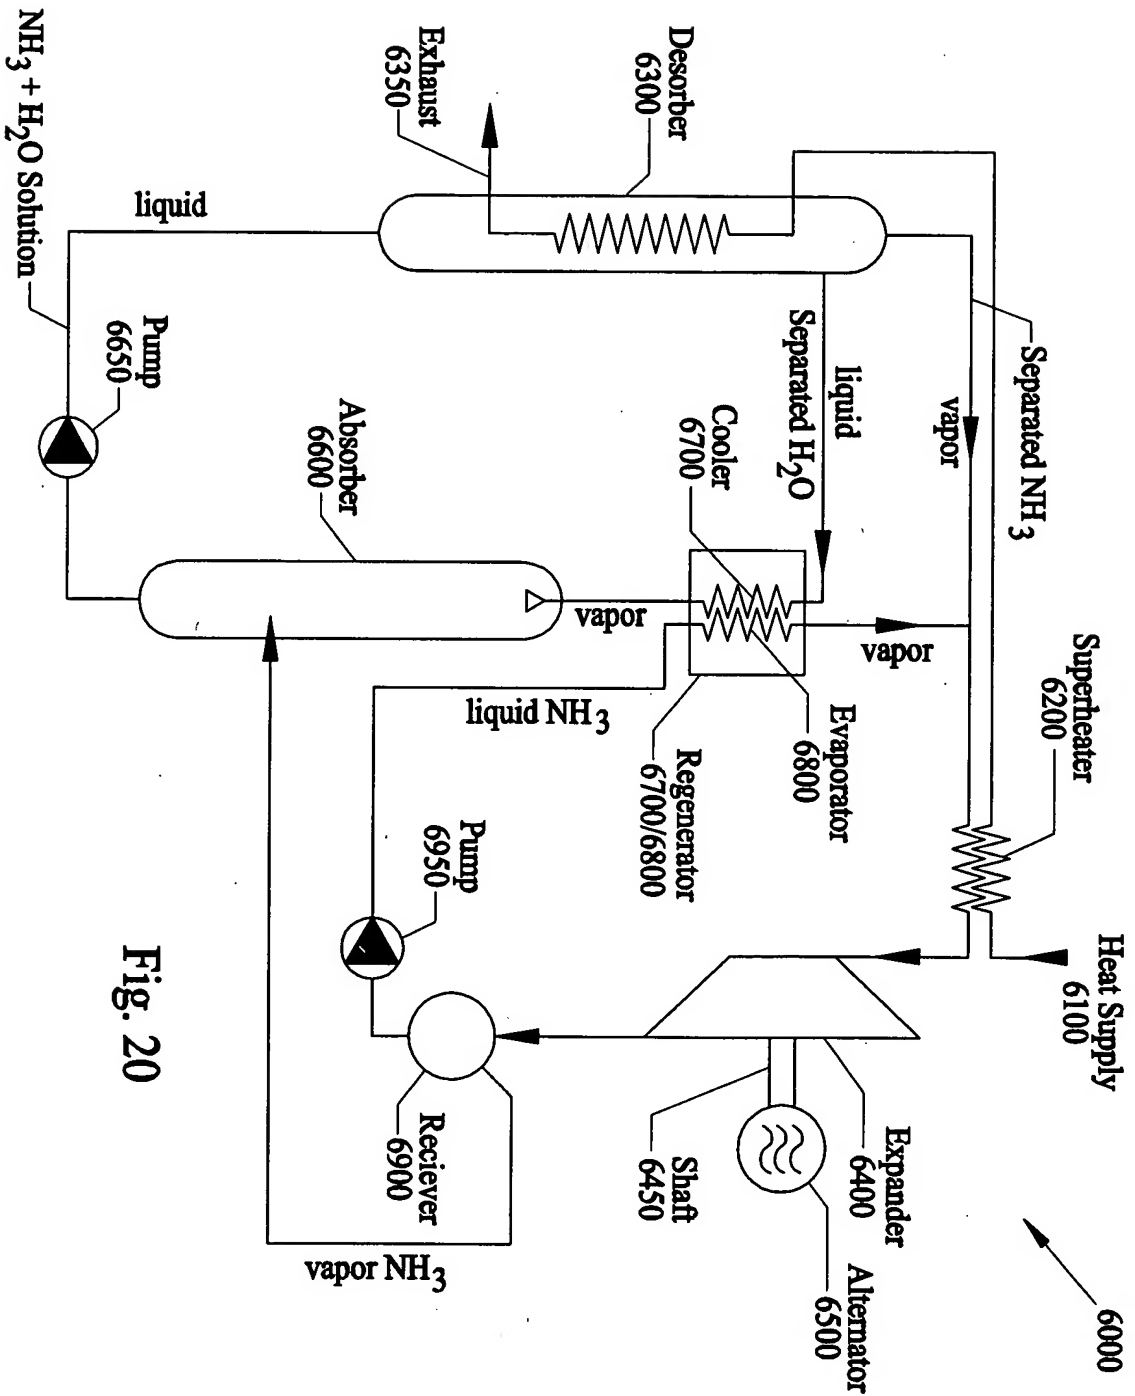 6000
Heat Supply
6100
Superheater
6200
Separated NH3
vapor
Desorber
6300
Exhaust
6350
liquid
Separated H2O
Cooler
6700
vapor
Evaporator
6800
Regenerator
6700/6800
Expander
6400
Alternator
6500
Shaft
6450
vapor
liquid NH3
Absorber
6600
Pump
6950
Reciever
6900
vapor NH3
liquid
Pump
6650
NH3 + H2O Solution
Fig. 20